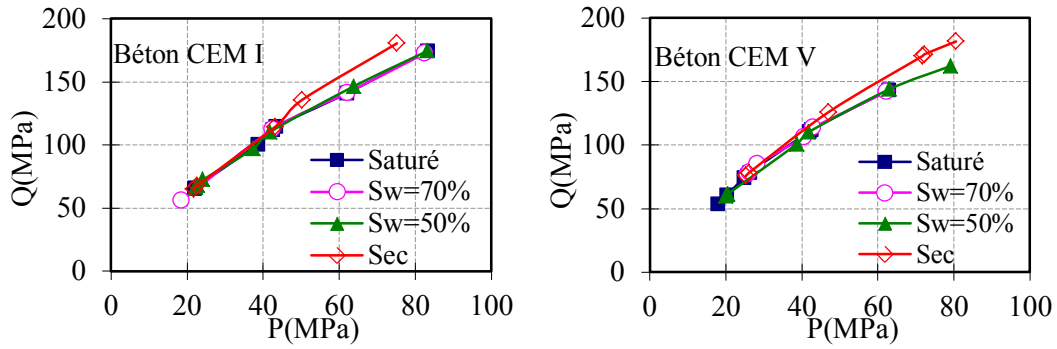 Béton CEM I
Q(MPa)
200
150
100
50
0
Saturé
Sw=70%
Sw=50%
Sec
0 20 40 60 80 100
P(MPa)
Béton CEM V
Q(MPa)
200
150
100
50
0
Saturé
Sw=70%
Sw=50%
Sec
0 20 40 60 80 100
P(MPa)